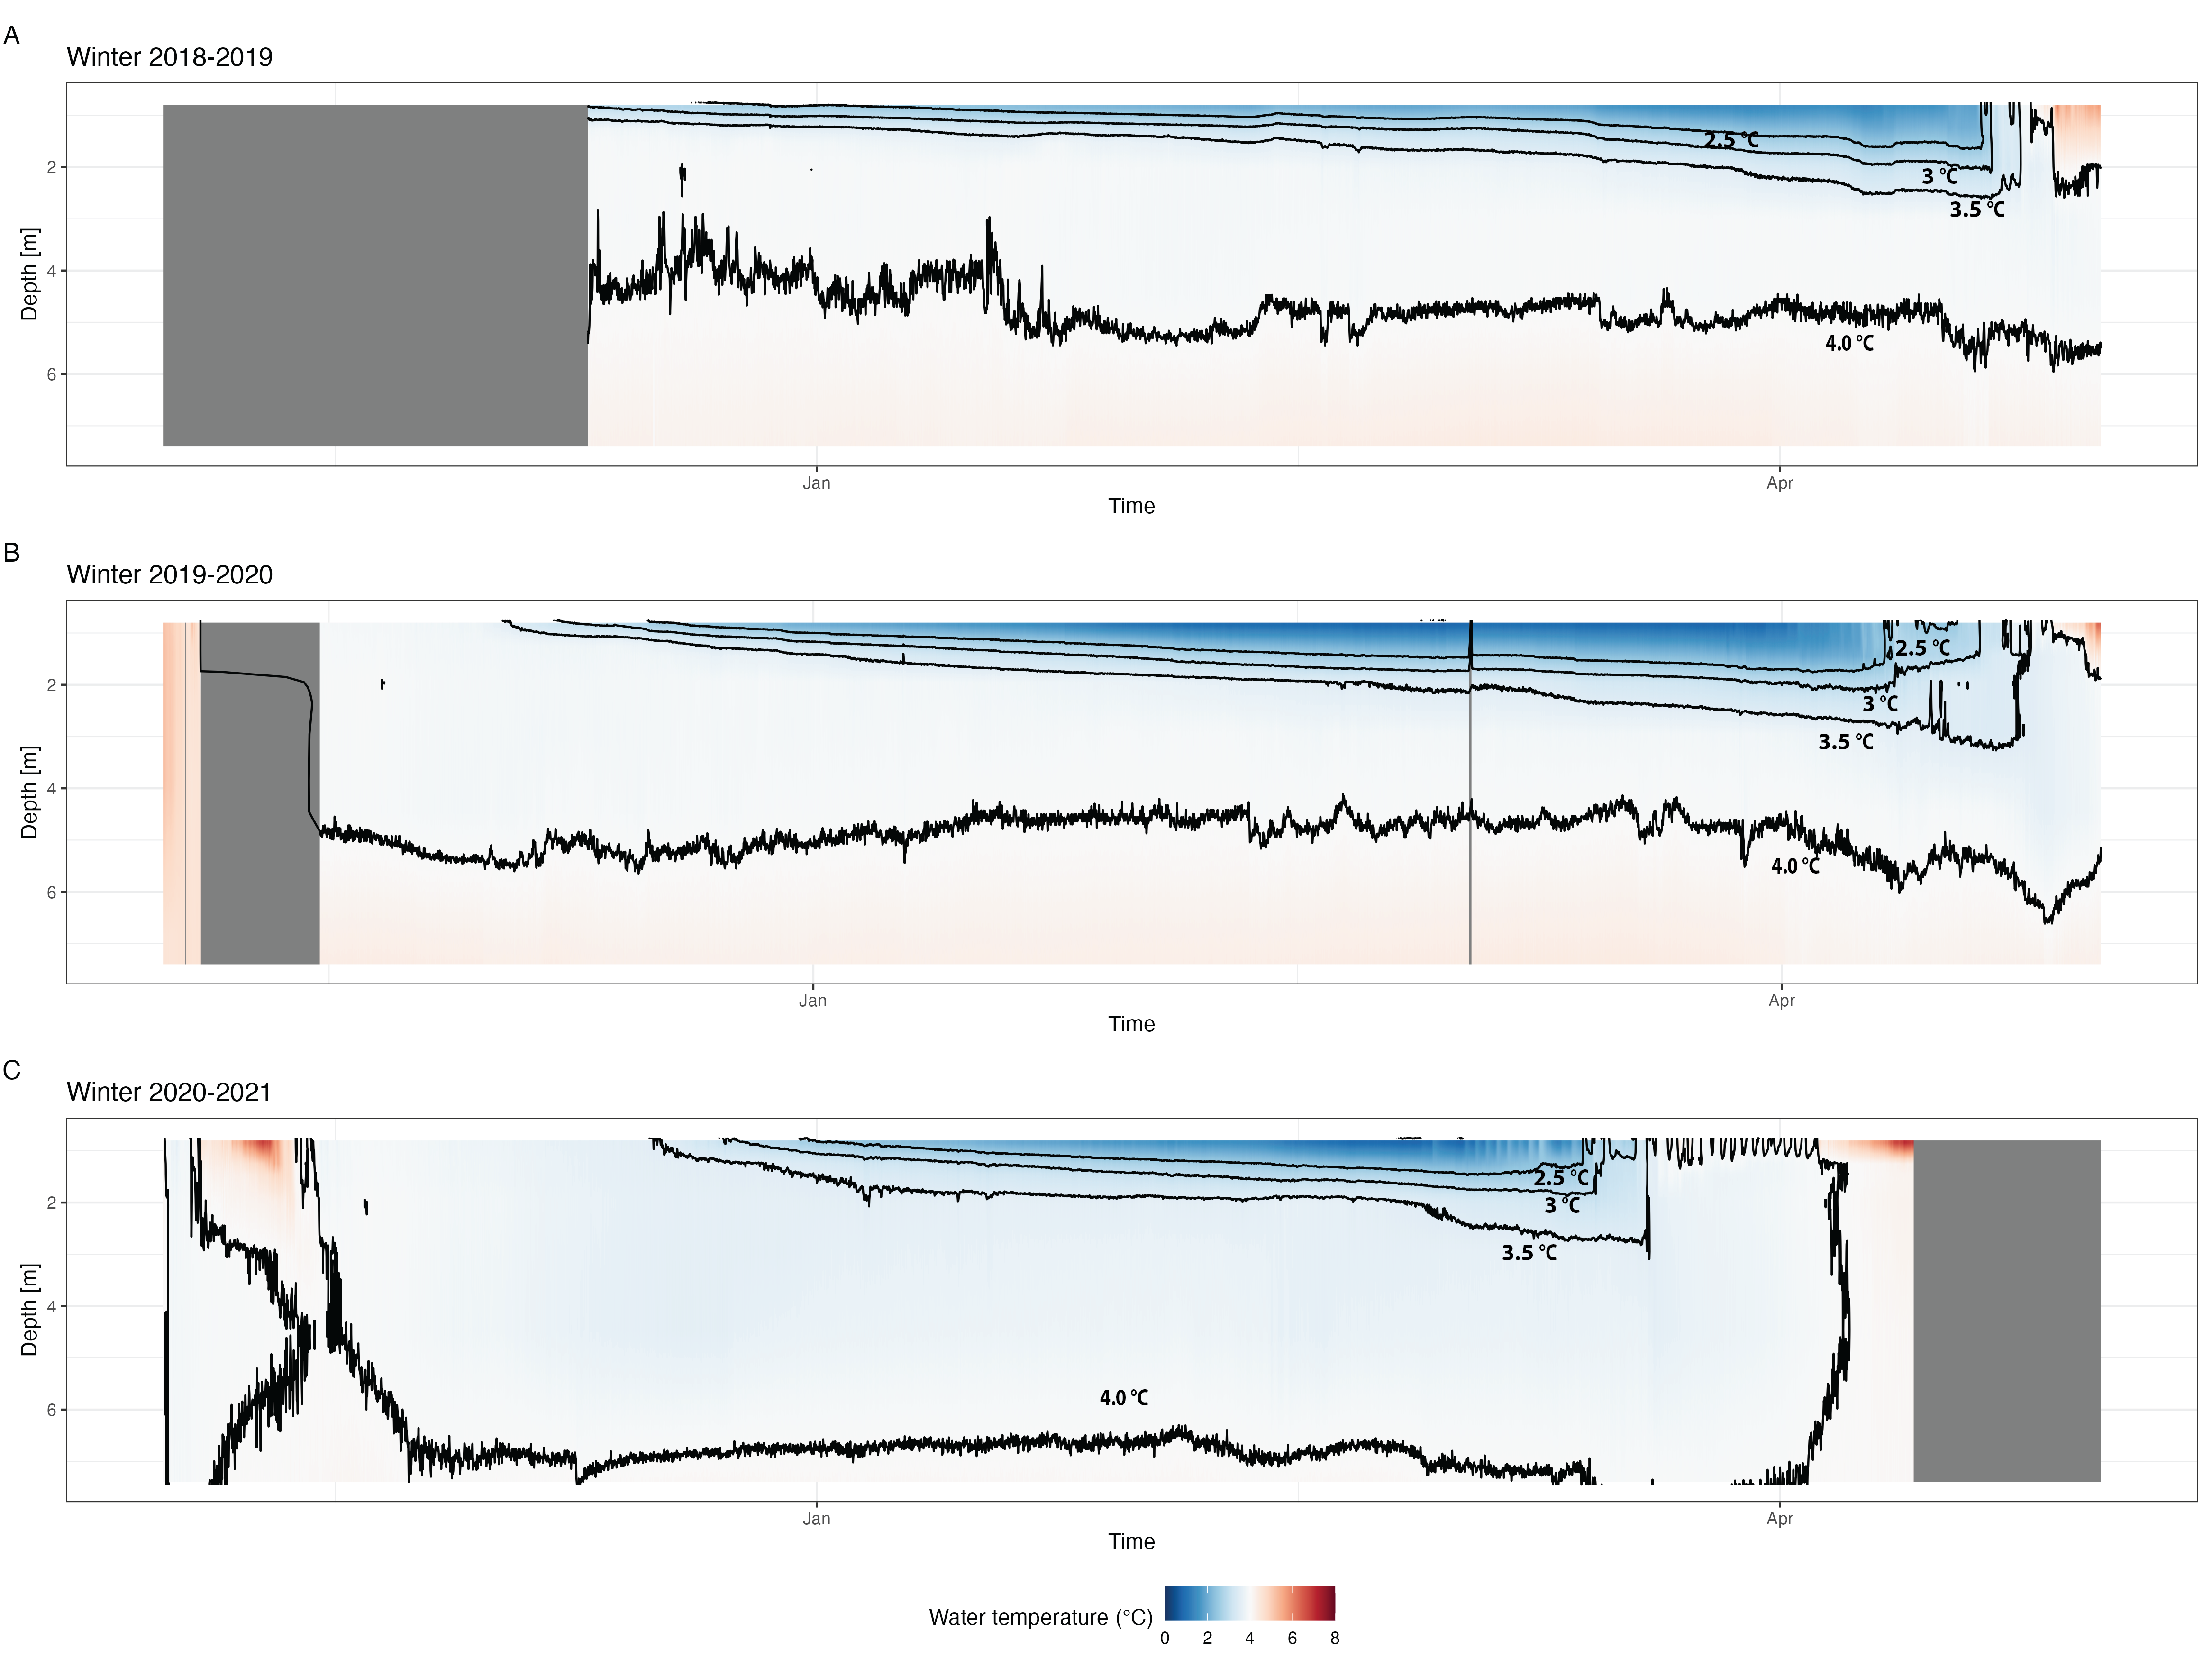 A
Winter 2018-2019
2.5 °C
3 °C
3.5 °C
4.0 °C
2
4
6
Depth [m]
Jan
Apr
Time
B
Winter 2019-2020
2.5 °C
3 °C
3.5 °C
4.0 °C
2
4
6
Depth [m]
Jan
Apr
Time
C
Winter 2020-2021
2.5 °C
3 °C
3.5 °C
4.0 °C
2
4
6
Depth [m]
Jan
Apr
Time
Water temperature (°C)
0 2 4 6 8